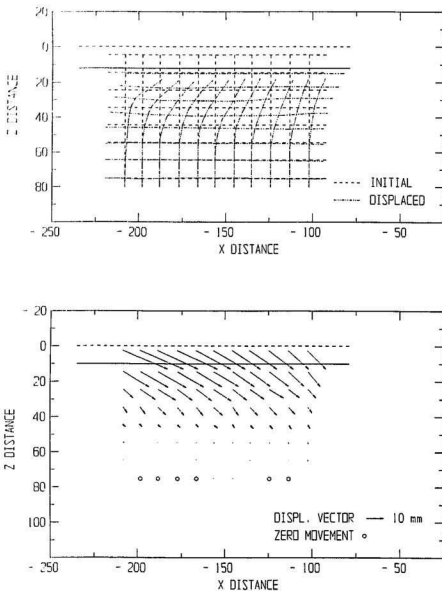 - 20
0
20
40
60
80
Z DISTANCE
INITIAL
DISPLACED
- 250 - 200 - 150 - 100 - 50
X DISTANCE
- 20
0
20
40
60
80
100
Z DISTANCE
DISPL. VECTOR 10 mm
ZERO MOVEMENT
- 250 - 200 - 150 - 100 - 50
X DISTANCE